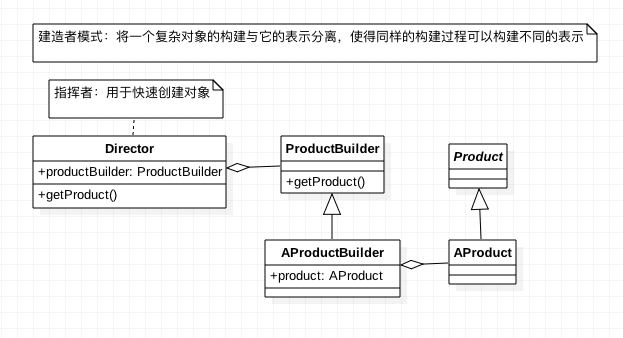 建造者模式：将一个复杂对象的构建与它的表示分离，使得同样的构建过程可以构建不同的表示
指挥者：用于快速创建对象
Director
+productBuilder: ProductBuilder
+getProduct()
ProductBuilder
+getProduct()
Product
AProductBuilder
+product: AProduct
AProduct